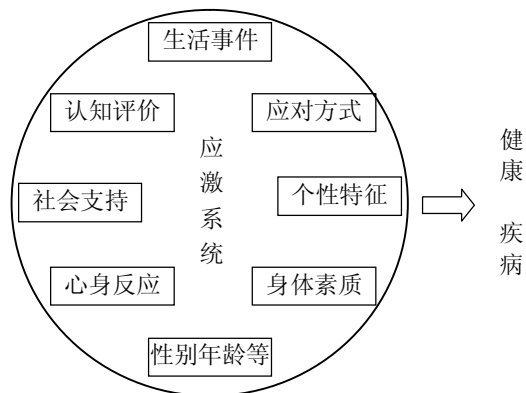 生活事件
认知评价
应对方式
应激系统
社会支持
个性特征
心身反应
身体素质
性别年龄等
健康
疾病